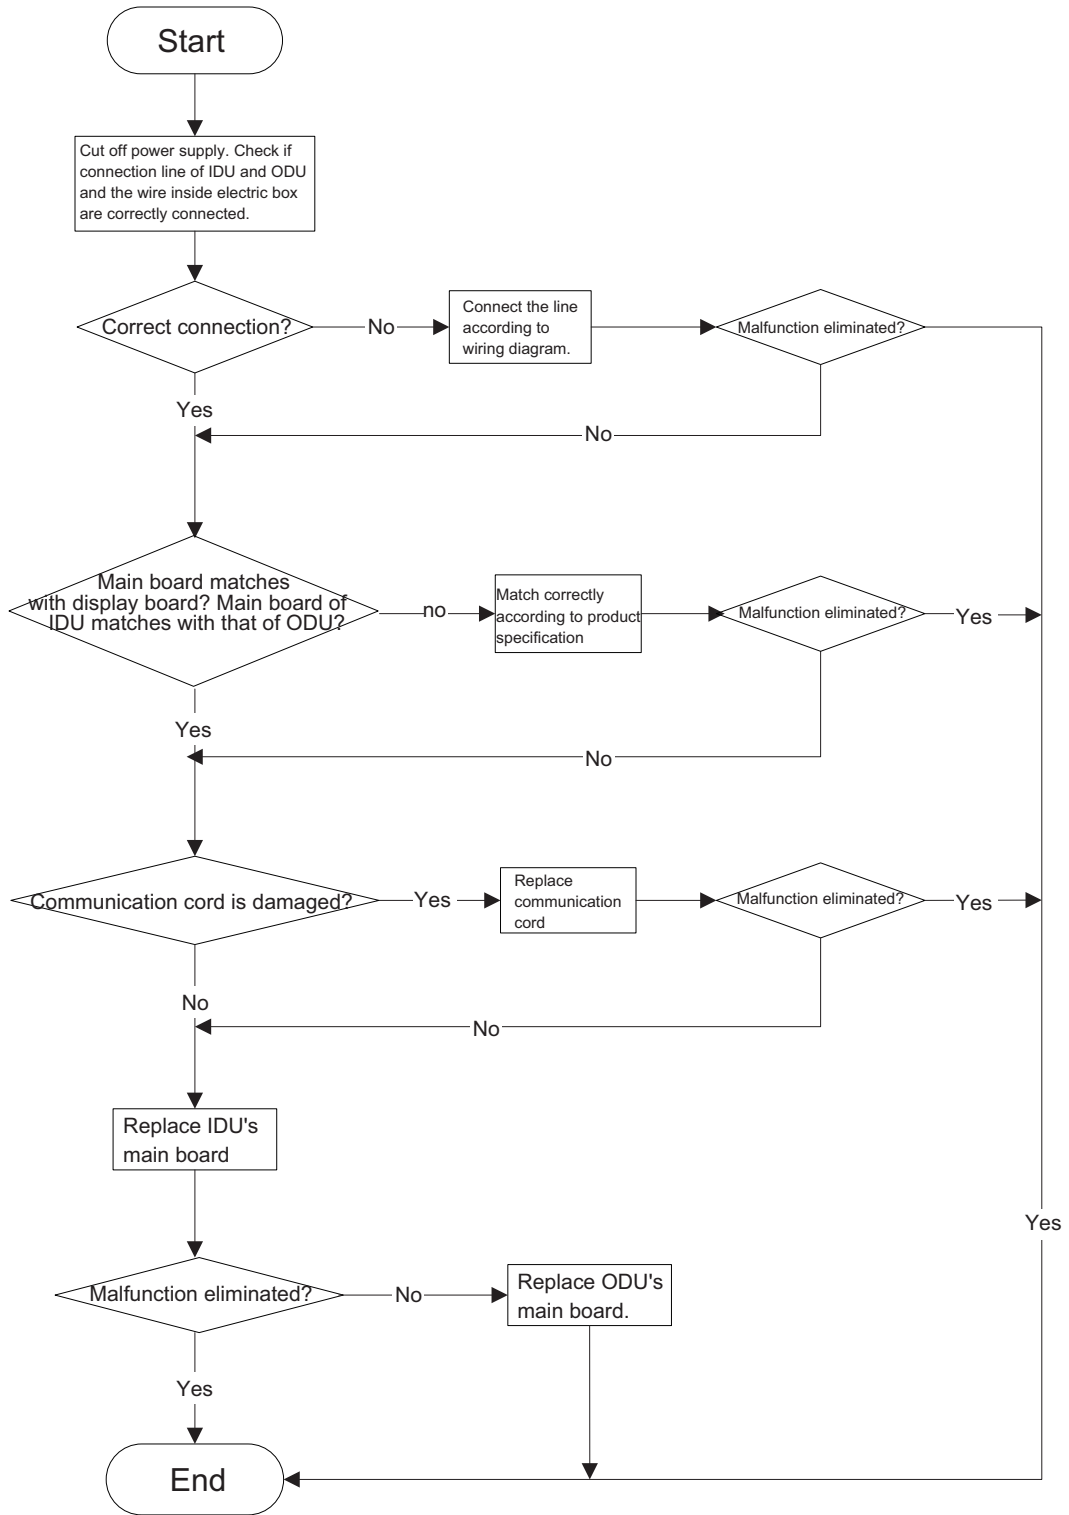 Start
Cut off power supply. Check if
connection line of IDU and ODU
and the wire inside electric box
are correctly connected.
Correct connection?
No
Connect the line
according to
wiring diagram.
Malfunction eliminated?
Yes
No
Main board matches
with display board? Main board of
IDU matches with that of ODU?
no
Match correctly
according to product
specification
Malfunction eliminated?
Yes
Yes
No
Communication cord is damaged?
Yes
Replace
communication
cord
Malfunction eliminated?
Yes
No
No
Replace IDU's
main board
Yes
Malfunction eliminated?
No
Replace ODU's
main board.
Yes
End